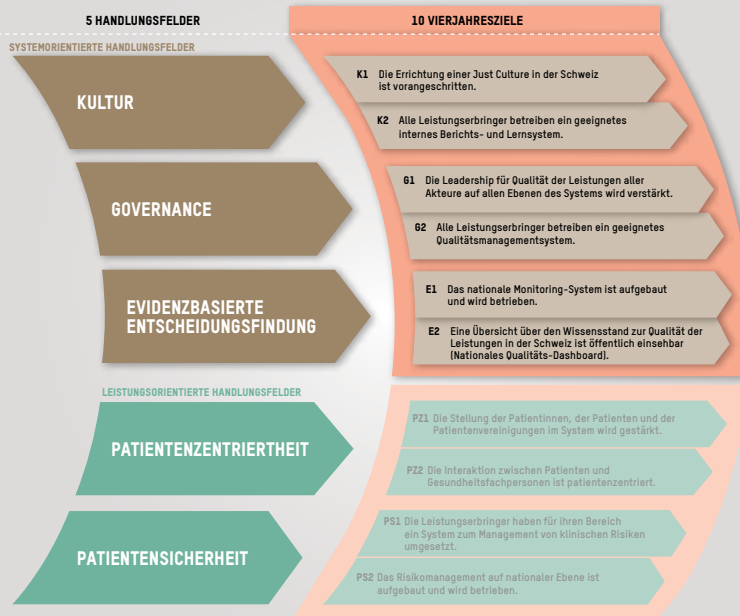 5 HANDLUNGSFELDER
10 VIERJAHRESZIELE
SYSTEMORIENTIERTE HANDLUNGSFELDER
KULTUR
K1 Die Errichtung einer Just Culture in der Schweiz
ist vorangeschritten.
K2 Alle Leistungserbringer betreiben ein geeignetes
internes Berichts- und Lernsystem.
GOVERNANCE
G1 Die Leadership für Qualität der Leistungen aller
Akteure auf allen Ebenen des Systems wird verstärkt.
G2 Alle Leistungserbringer betreiben ein geeignetes
Qualitätsmanagementsystem.
EVIDENZBASIERTE
ENTSCHEIDUNGSFINDUNG
E1 Das nationale Monitoring-System ist aufgebaut
und wird betrieben.
E2 Eine Übersicht über den Wissensstand zur Qualität der
Leistungen in der Schweiz ist öffentlich einsehbar
(Nationales Qualitäts-Dashboard).
LEISTUNGSORIENTIERTE HANDLUNGSFELDER
PATIENTENZENTRIERTHEIT
PZ1 Die Stellung der Patientinnen, der Patienten und der
Patientenvereinigungen im System wird gestärkt.
PZ2 Die Interaktion zwischen Patienten und
Gesundheitsfachpersonen ist patientenzentriert.
PATIENTENSICHERHEIT
PS1 Die Leistungserbringer haben für ihren Bereich
ein System zum Management von klinischen Risiken
umgesetzt.
PS2 Das Risikomanagement auf nationaler Ebene ist
aufgebaut und wird betrieben.